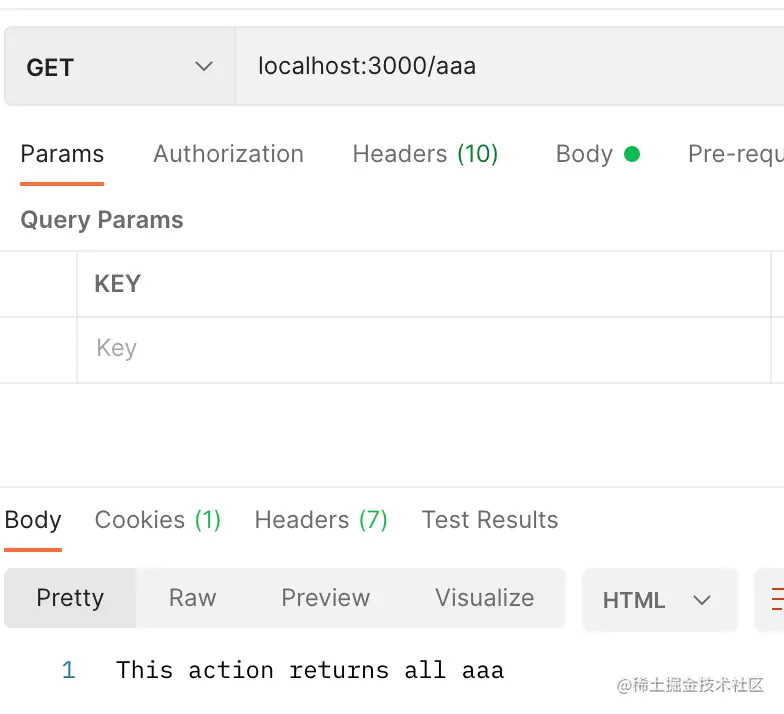 GET localhost:3000/aaa
Params Authorization Headers (10) Body Pre-requ
Query Params
KEY
Key
Body Cookies (1) Headers (7) Test Results
Pretty Raw Preview Visualize HTML
1 This action returns all aaa
@稀土掘金技术社区